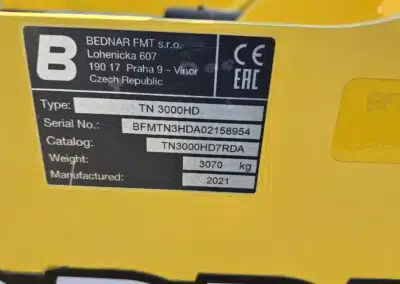 B
BEDNAR FMT s.r.o.
Lohenicka 607
190 17 Praha 9 - Vinor
Czech Republic
CE
EAC
Type: TN 3000HD
Serial No.: BFMTN3HDA02158954
Catalog: TN3000HD7RDA
Weight: 3070 kg
Manufactured: 2021